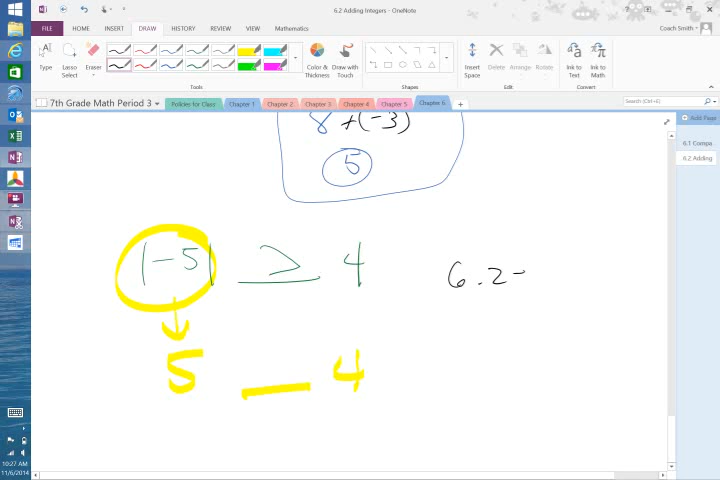 6.2 Adding Integers - OneNote
FILE HOME INSERT DRAW HISTORY REVIEW VIEW Mathematics Coach Smith
Type Lasso Select Eraser Color & Thickness Draw with Touch Insert Space Delete Arrange Rotate Ink to Text Ink to Math
Tools Shapes Edit Convert
7th Grade Math Period 3 Policies for Class Chapter 1 Chapter 2 Chapter 3 Chapter 4 Chapter 5 Chapter 6 + Search (Ctrl+E)
Add Page
6.1 Compa
6.2 Adding
8 +(-3)
5
|-5| > 4
6.2-
5 __ 4
10:27 AM
11/6/2014